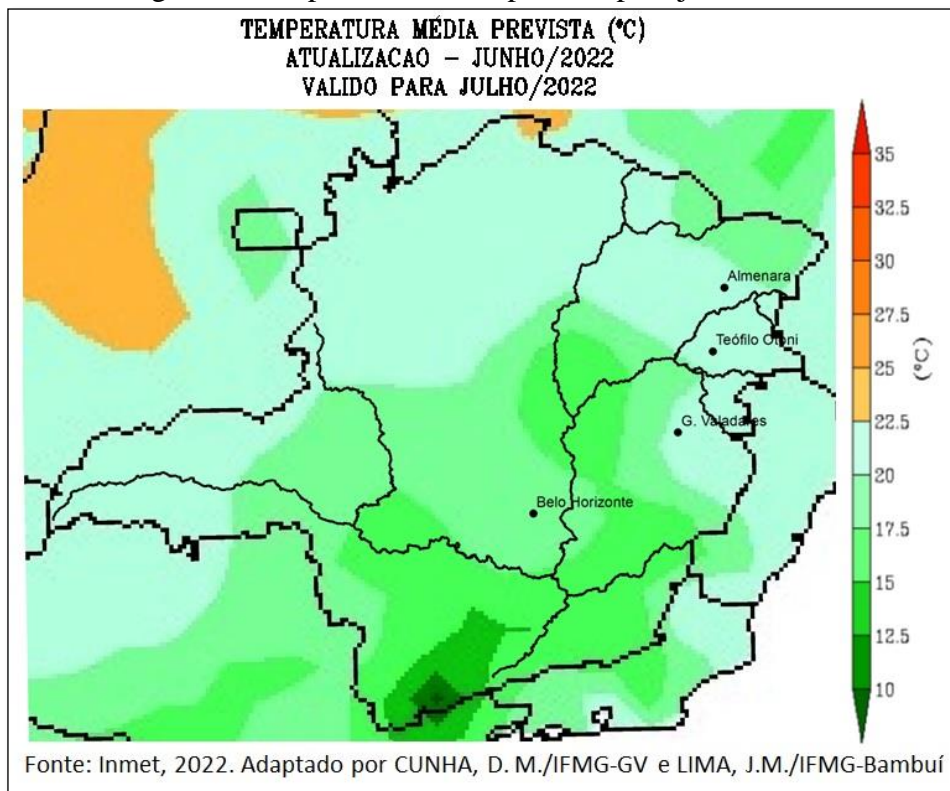 TEMPERATURA MÉDIA PREVISTA (°C)
ATUALIZACAO – JUNHO/2022
VALIDO PARA JULHO/2022
35
32.5
30
27.5
25
22.5
20
17.5
15
12.5
10
(°C)
Almenara
Teófilo Otoni
G. Valadares
Belo Horizonte
Fonte: Inmet, 2022. Adaptado por CUNHA, D. M./IFMG-GV e LIMA, J.M./IFMG-Bambuí